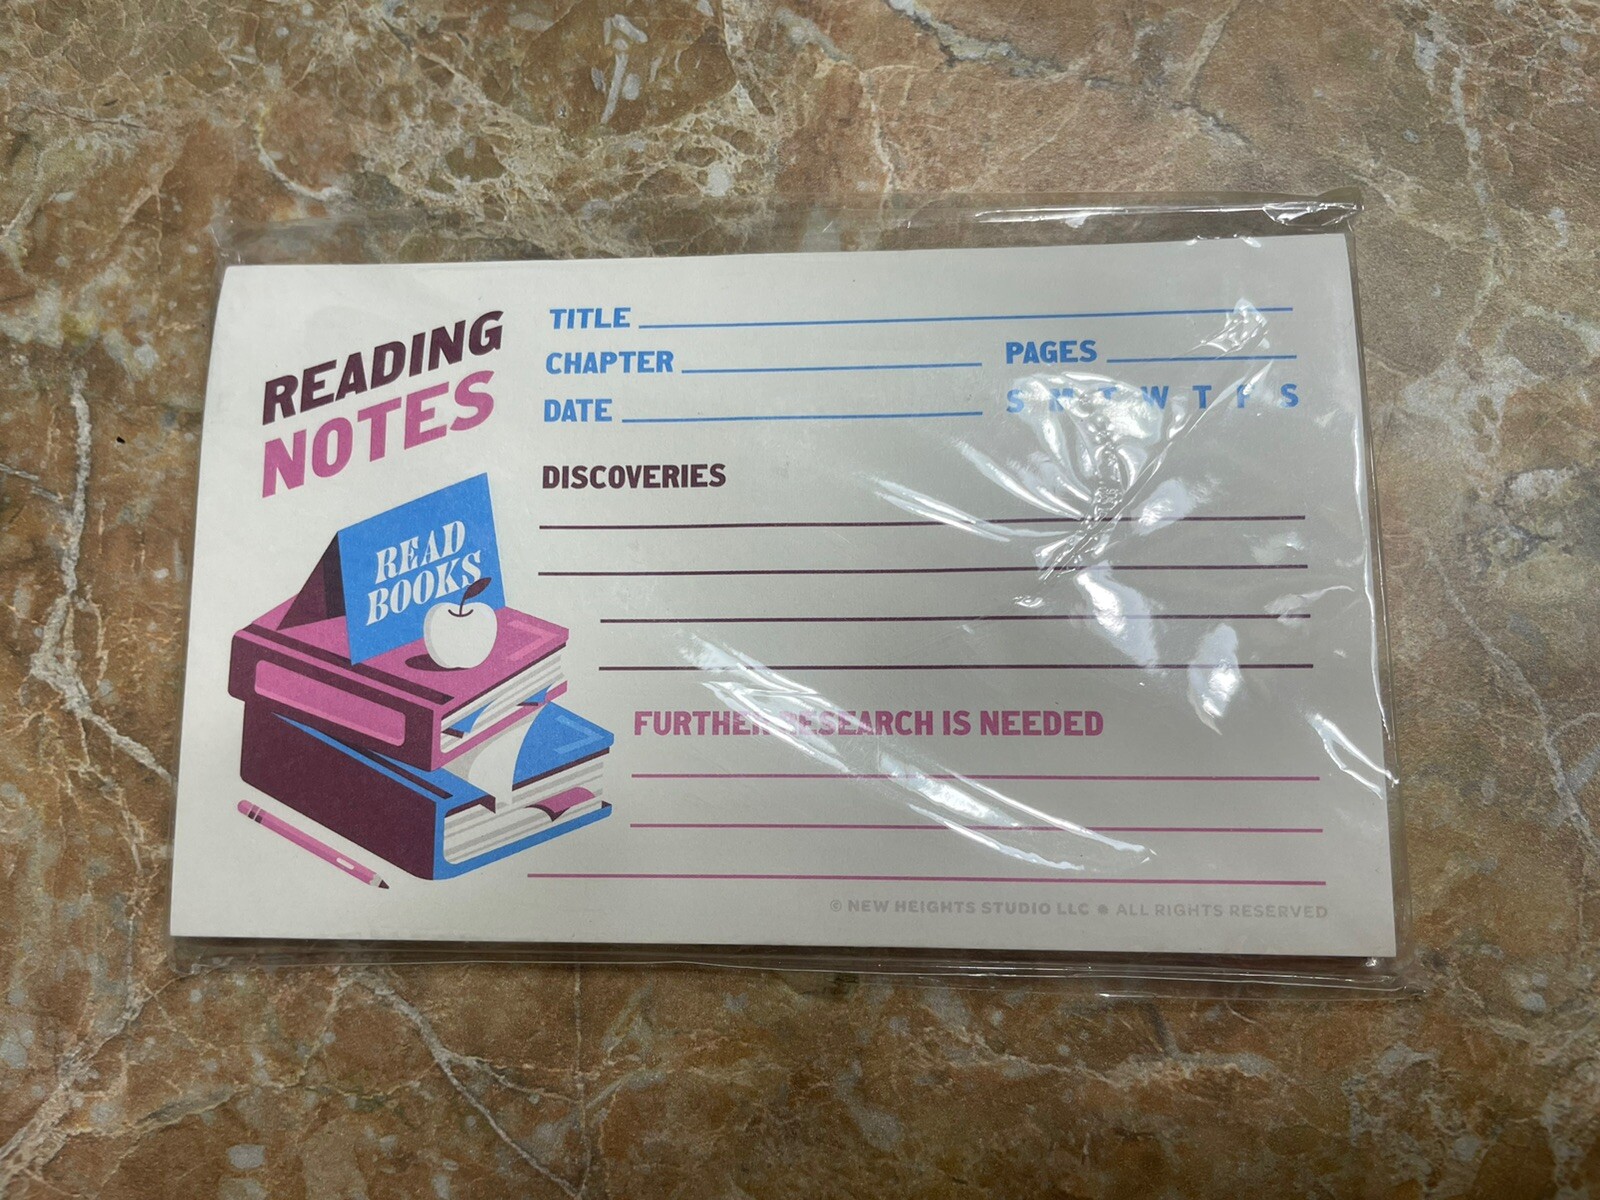 READING
NOTES
READ
BOOKS
TITLE
CHAPTER PAGES
DATE S M T W T F S
DISCOVERIES
FURTHER RESEARCH IS NEEDED
© NEW HEIGHTS STUDIO LLC ● ALL RIGHTS RESERVED